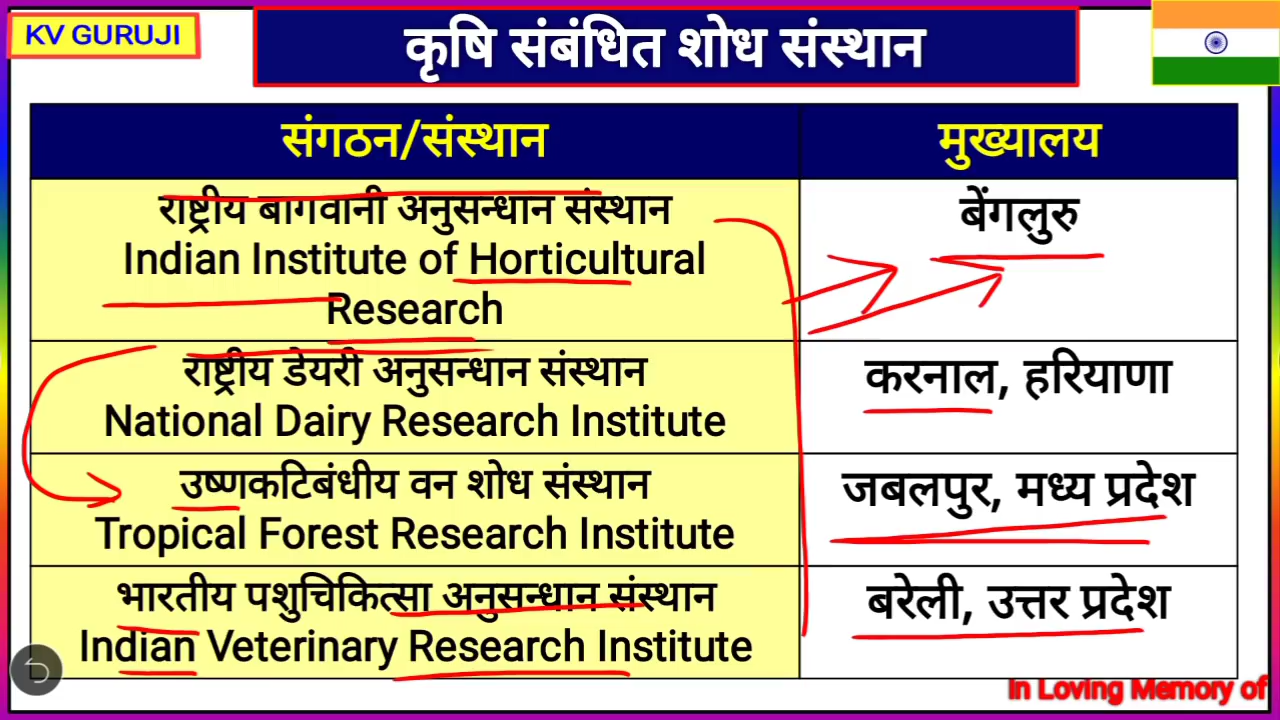 KV GURUJI
कृषि संबंधित शोध संस्थान
संगठन/संस्थान
मुख्यालय
राष्ट्रीय बागवानी अनुसन्धान संस्थान
Indian Institute of Horticultural
Research
बेंगलुरु
राष्ट्रीय डेयरी अनुसन्धान संस्थान
National Dairy Research Institute
करनाल, हरियाणा
उष्णकटिबंधीय वन शोध संस्थान
Tropical Forest Research Institute
जबलपुर, मध्य प्रदेश
भारतीय पशुचिकित्सा अनुसन्धान संस्थान
Indian Veterinary Research Institute
बरेली, उत्तर प्रदेश
In Loving Memory of